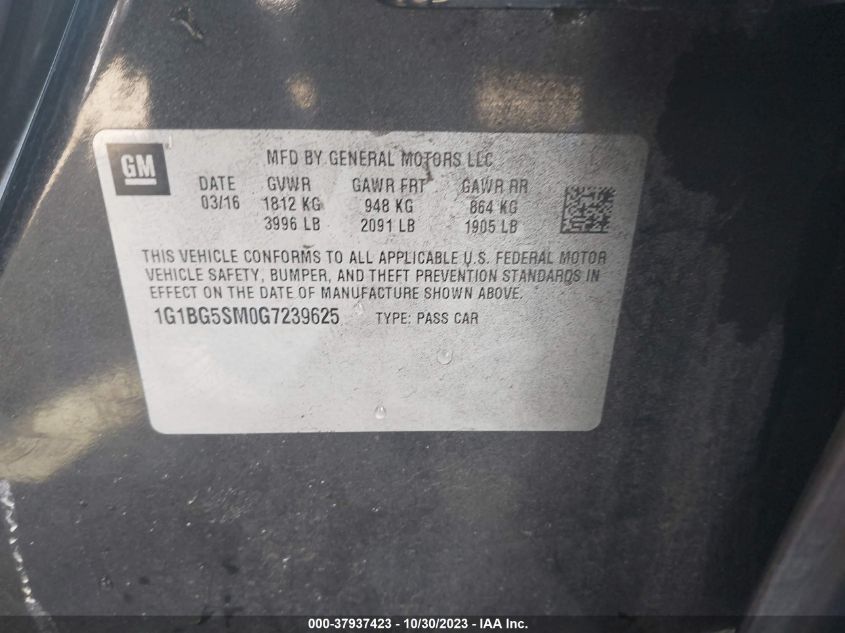 GM
MFD BY GENERAL MOTORS LLC
DATE GVWR GAWR FRT GAWR RR
03/16 1812 KG 948 KG 864 KG
3996 LB 2091 LB 1905 LB
THIS VEHICLE CONFORMS TO ALL APPLICABLE U.S. FEDERAL MOTOR
VEHICLE SAFETY, BUMPER, AND THEFT PREVENTION STANDARDS IN
EFFECT ON THE DATE OF MANUFACTURE SHOWN ABOVE.
1G1BG5SM0G7239625 TYPE: PASS CAR
000-37937423 - 10/30/2023 - IAA Inc.